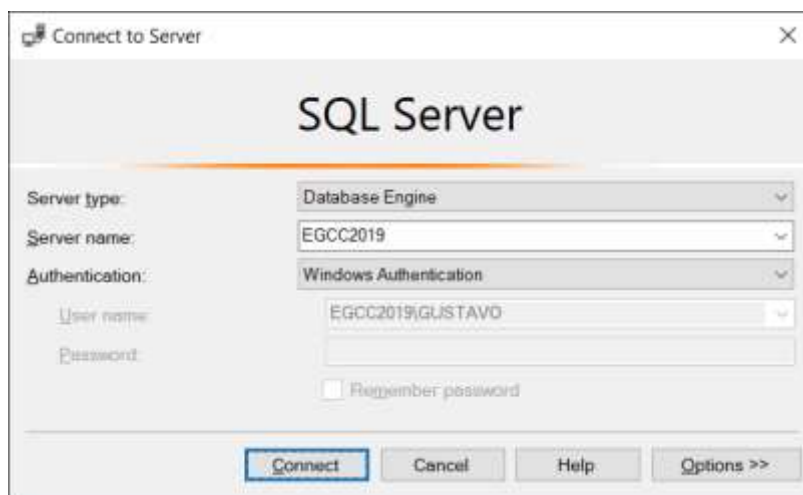 Connect to Server
SQL Server
Server type: Database Engine
Server name: EGCC2019
Authentication: Windows Authentication
User name: EGCC2019\GUSTAVO
Password:
Remember password
Connect Cancel Help Options >>